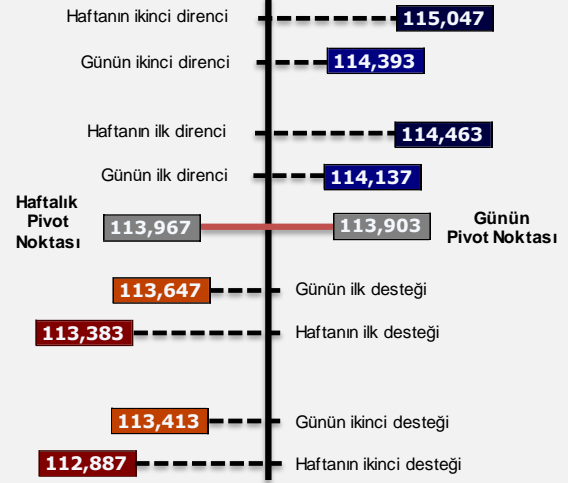 Haftanın ikinci direnci
115,047
Günün ikinci direnci
114,393
Haftanın ilk direnci
114,463
Günün ilk direnci
114,137
Haftalık
Pivot
Noktası
113,967
113,903
Günün
Pivot Noktası
113,647
Günün ilk desteği
113,383
Haftanın ilk desteği
113,413
Günün ikinci desteği
112,887
Haftanın ikinci desteği